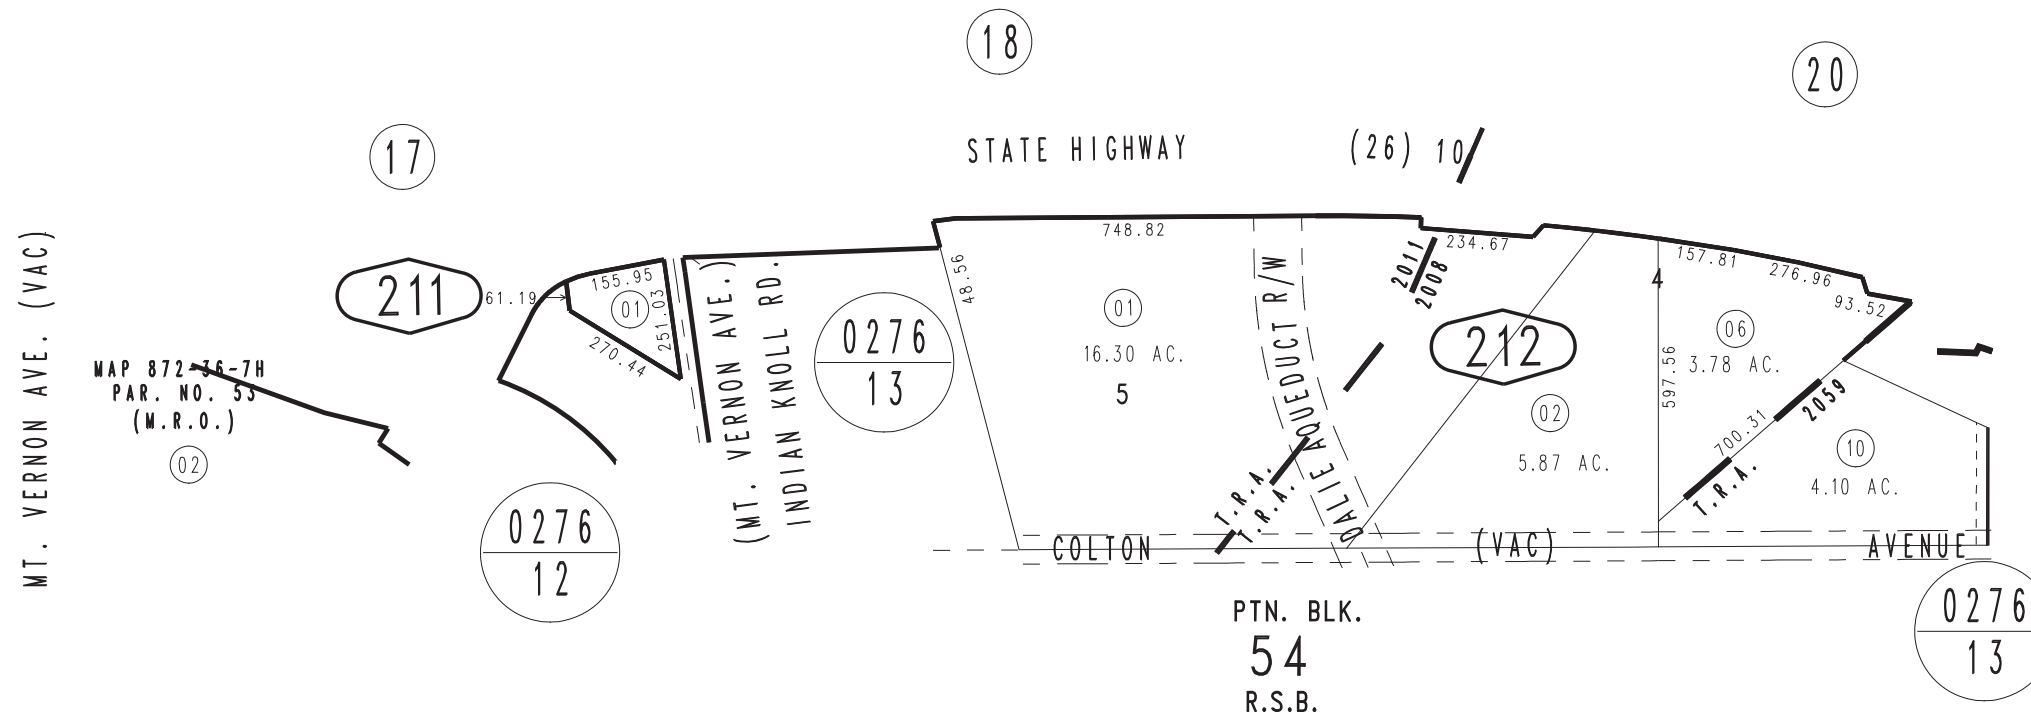 18
20
17
STATE HIGHWAY (26) 10
MT. VERNON AVE. (VAC)
211
61.19
155.95
01
251.03
270.44
MAP 872-36-7H
PAR. NO. 53
(M.R.O.)
02
0276
12
(MT. VERNON AVE.)
INDIAN KNOLL RD.
0276
13
48.56
748.82
01
16.30 AC.
5
DALIE AQUEDUCT R/W
2011
2008
234.67
212
02
5.87 AC.
4
597.56
157.81
276.96
93.52
06
3.78 AC.
700.31
2059
T.R.A.
10
4.10 AC.
T.R.A.
T.R.A.
COLTON (VAC) AVENUE
PTN. BLK.
54
R.S.B.
0276
13